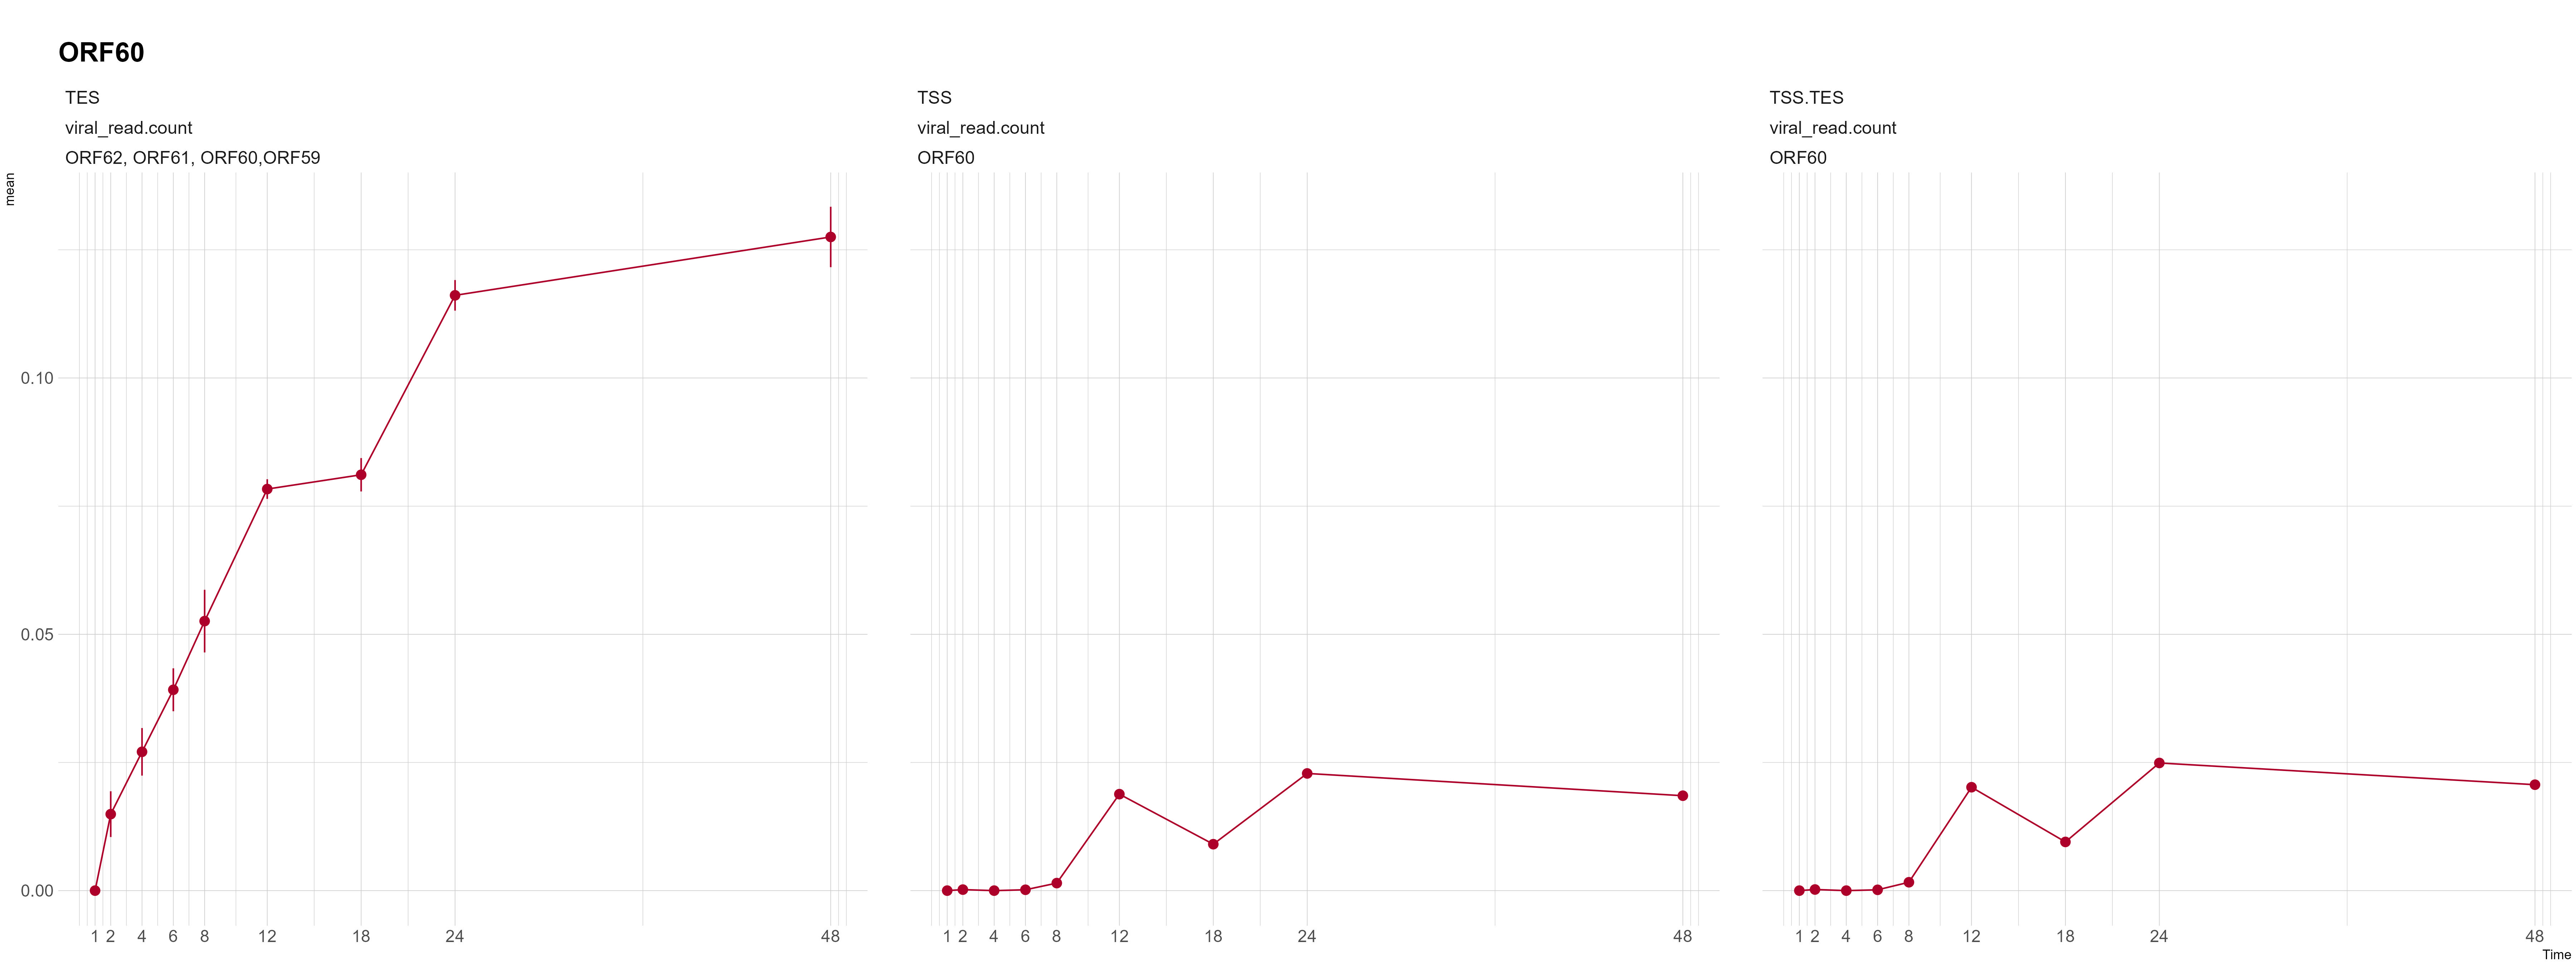 ORF60
TES
viral_read.count
ORF62, ORF61, ORF60,ORF59
TSS
viral_read.count
ORF60
TSS.TES
viral_read.count
ORF60
mean
0.10
0.05
0.00
1 2 4 6 8 12 18 24 48
1 2 4 6 8 12 18 24 48
1 2 4 6 8 12 18 24 48
Time